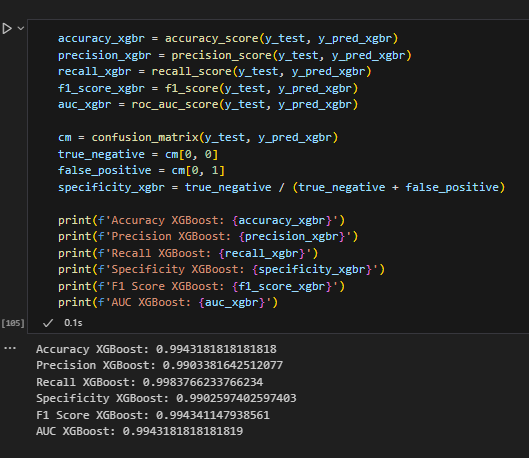 accuracy_xgbr = accuracy_score(y_test, y_pred_xgbr)
precision_xgbr = precision_score(y_test, y_pred_xgbr)
recall_xgbr = recall_score(y_test, y_pred_xgbr)
f1_score_xgbr = f1_score(y_test, y_pred_xgbr)
auc_xgbr = roc_auc_score(y_test, y_pred_xgbr)

cm = confusion_matrix(y_test, y_pred_xgbr)
true_negative = cm[0, 0]
false_positive = cm[0, 1]
specificity_xgbr = true_negative / (true_negative + false_positive)

print(f'Accuracy XGBoost: {accuracy_xgbr}')
print(f'Precision XGBoost: {precision_xgbr}')
print(f'Recall XGBoost: {recall_xgbr}')
print(f'Specificity XGBoost: {specificity_xgbr}')
print(f'F1 Score XGBoost: {f1_score_xgbr}')
print(f'AUC XGBoost: {auc_xgbr}')
[105] ✓ 0.1s
... Accuracy XGBoost: 0.9943181818181818
Precision XGBoost: 0.9903381642512077
Recall XGBoost: 0.9983766233766234
Specificity XGBoost: 0.9902597402597403
F1 Score XGBoost: 0.994341147938561
AUC XGBoost: 0.9943181818181819